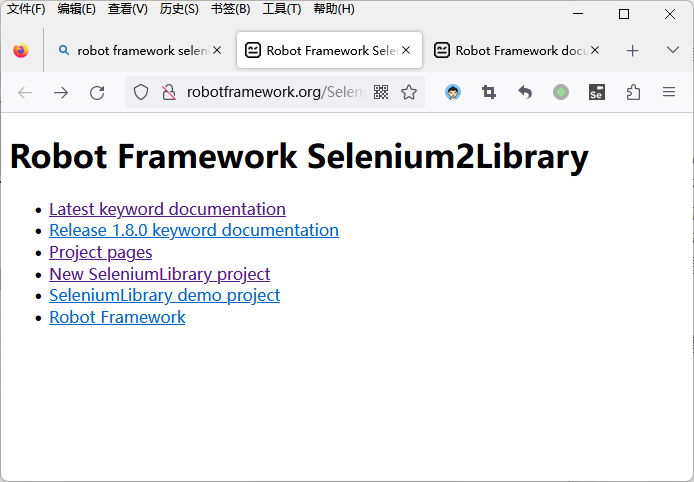 文件(F) 编辑(E) 查看(V) 历史(S) 书签(B) 工具(T) 帮助(H)
robot framework seleni Robot Framework Sele Robot Framework docu
robotframework.org/Seleni
Se
Robot Framework Selenium2Library
Latest keyword documentation
Release 1.8.0 keyword documentation
Project pages
New SeleniumLibrary project
SeleniumLibrary demo project
Robot Framework